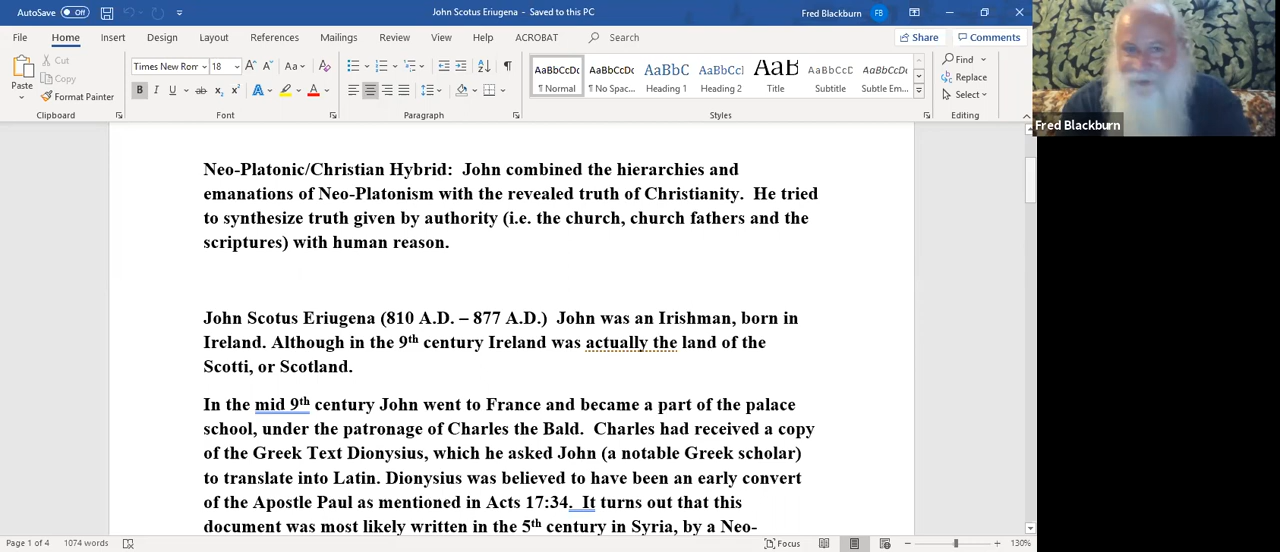 AutoSave Off John Scotus Eriugena - Saved to this PC Fred Blackburn FB
File Home Insert Design Layout References Mailings Review View Help ACROBAT Search Share Comments
Paste Cut Copy Format Painter
Times New Ror 18 Aa
B I U ab x₂ x² A A
AaBbCcDc AaBbCcDc AaBbC AaBbCcI AaB AaBbCcD AaBbCcDc
¶ Normal ¶ No Spac... Heading 1 Heading 2 Title Subtitle Subtle Em...
Find Replace Select
Clipboard Font Paragraph Styles Editing
Fred Blackburn
Neo-Platonic/Christian Hybrid: John combined the hierarchies and
emanations of Neo-Platonism with the revealed truth of Christianity. He tried
to synthesize truth given by authority (i.e. the church, church fathers and the
scriptures) with human reason.
John Scotus Eriugena (810 A.D. – 877 A.D.) John was an Irishman, born in
Ireland. Although in the 9th century Ireland was actually the land of the
Scotti, or Scotland.
In the mid 9th century John went to France and became a part of the palace
school, under the patronage of Charles the Bald. Charles had received a copy
of the Greek Text Dionysius, which he asked John (a notable Greek scholar)
to translate into Latin. Dionysius was believed to have been an early convert
of the Apostle Paul as mentioned in Acts 17:34. It turns out that this
document was most likely written in the 5th century in Syria, by a Neo-
Page 1 of 4 1074 words Focus 130%